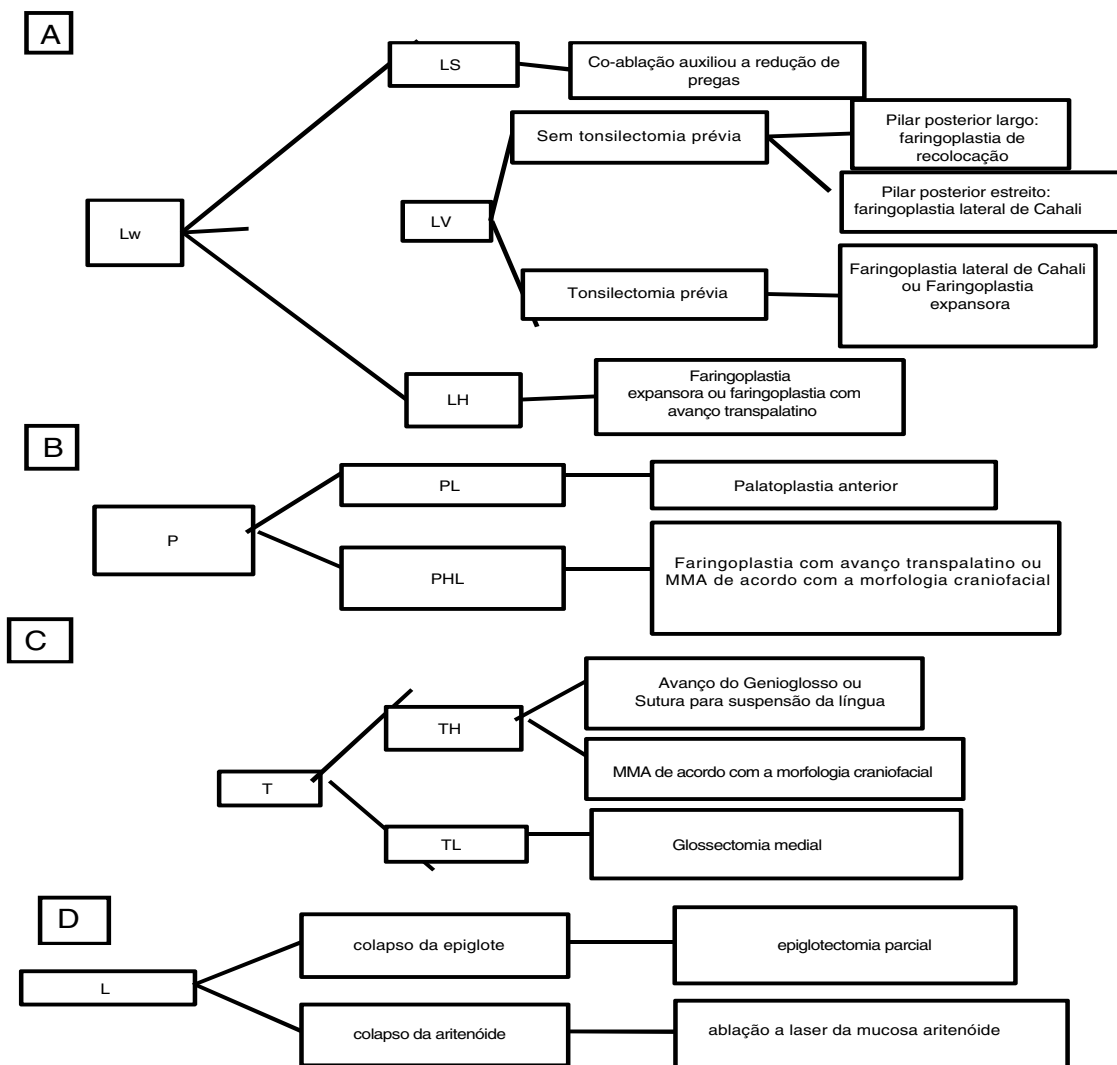 A
LS
Co-ablação auxiliou a redução de
pregas
Lw
LV
Sem tonsilectomia prévia
Pilar posterior largo:
faringoplastia de
recolocação
Pilar posterior estreito:
faringoplastia lateral de Cahali
Tonsilectomia prévia
Faringoplastia lateral de Cahali
ou Faringoplastia
expansora
LH
Faringoplastia
expansora ou faringoplastia com
avanço transpalatino
B
P
PL
Palatoplastia anterior
PHL
Faringoplastia com avanço transpalatino ou
MMA de acordo com a morfologia craniofacial
C
T
TH
Avanço do Genioglosso ou
Sutura para suspensão da língua
MMA de acordo com a morfologia craniofacial
TL
Glossectomia medial
D
L
colapso da epiglote
epiglotectomia parcial
colapso da aritenóide
ablação a laser da mucosa aritenóide